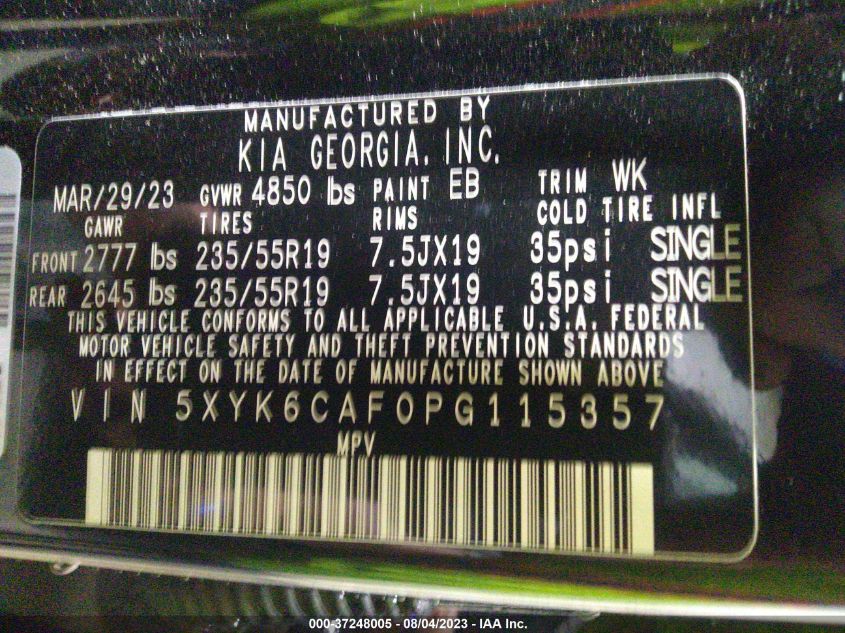 MANUFACTURED BY
KIA GEORGIA. INC.
MAR/29/23 GVWR 4850 lbs PAINT EB TRIM WK
GAWR TIRES RIMS COLD TIRE INFL
FRONT 2777 lbs 235/55R19 7.5JX19 35psi SINGLE
REAR 2645 lbs 235/55R19 7.5JX19 35psi SINGLE
THIS VEHICLE CONFORMS TO ALL APPLICABLE U.S.A. FEDERAL
MOTOR VEHICLE SAFETY AND THEFT PREVENTION STANDARDS
IN EFFECT ON THE DATE OF MANUFACTURE SHOWN ABOVE
VIN 5XYK6CAF0PG115357
MPV
000-37248005 - 08/04/2023 - IAA Inc.